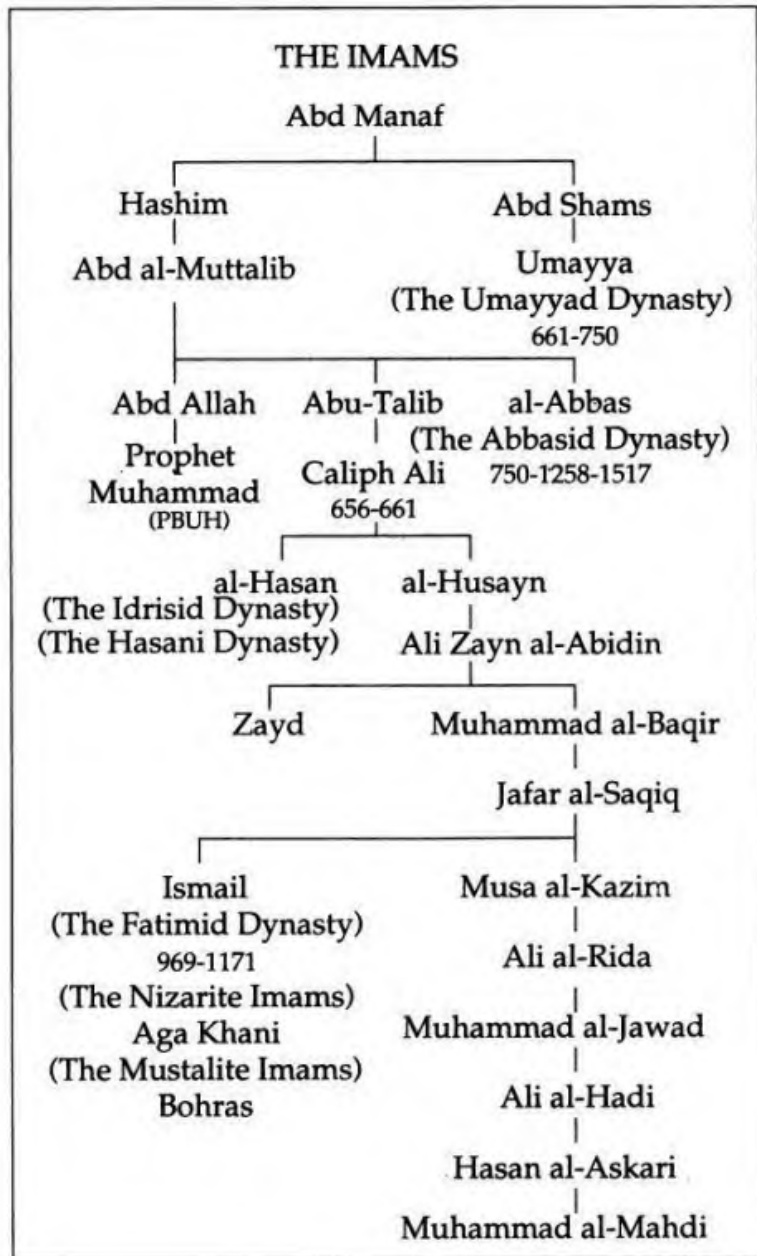 THE IMAMS
Abd Manaf
Hashim Abd Shams
Abd al-Muttalib Umayya
(The Umayyad Dynasty)
661-750
Abd Allah Abu-Talib al-Abbas
(The Abbasid Dynasty)
Prophet
Muhammad Caliph Ali 750-1258-1517
(PBUH) 656-661
al-Hasan al-Husayn
(The Idrisid Dynasty)
(The Hasani Dynasty) Ali Zayn al-Abidin
Zayd Muhammad al-Baqir
Jafar al-Saqiq
Ismail Musa al-Kazim
(The Fatimid Dynasty)
969-1171 Ali al-Rida
(The Nizarite Imams)
Aga Khani Muhammad al-Jawad
(The Mustalite Imams)
Bohras Ali al-Hadi
Hasan al-Askari
Muhammad al-Mahdi